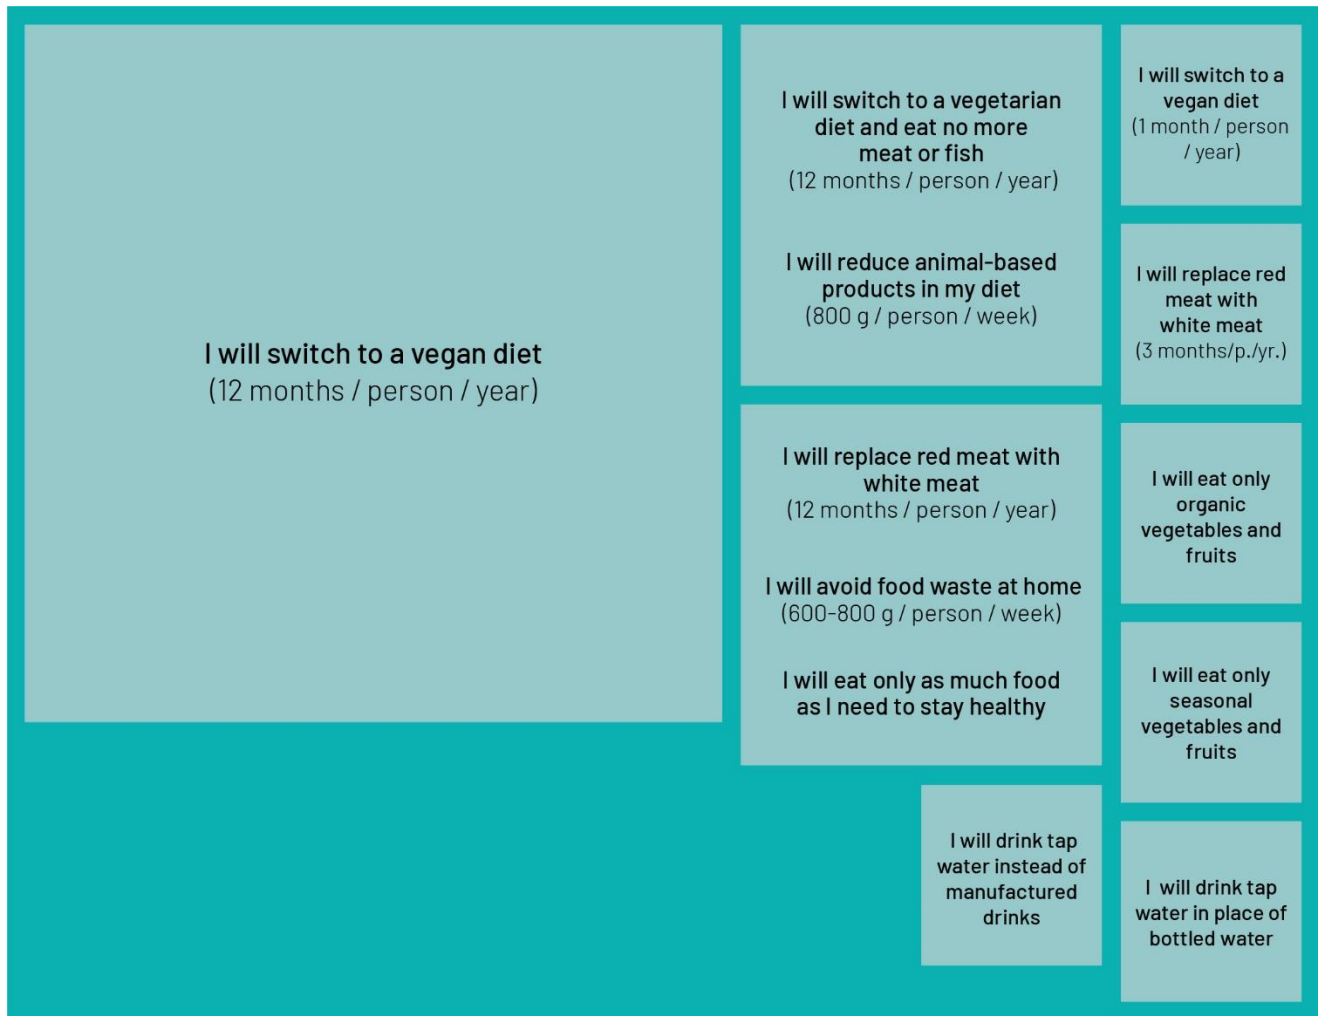 I will switch to a vegan diet
(12 months / person / year)
I will switch to a vegetarian
diet and eat no more
meat or fish
(12 months / person / year)
I will reduce animal-based
products in my diet
(800 g / person / week)
I will replace red meat with
white meat
(12 months / person / year)
I will avoid food waste at home
(600-800 g / person / week)
I will eat only as much food
as I need to stay healthy
I will drink tap
water instead of
manufactured
drinks
I will switch to a
vegan diet
(1 month / person
/ year)
I will replace red
meat with
white meat
(3 months/p./yr.)
I will eat only
organic
vegetables and
fruits
I will eat only
seasonal
vegetables and
fruits
I will drink tap
water in place of
bottled water